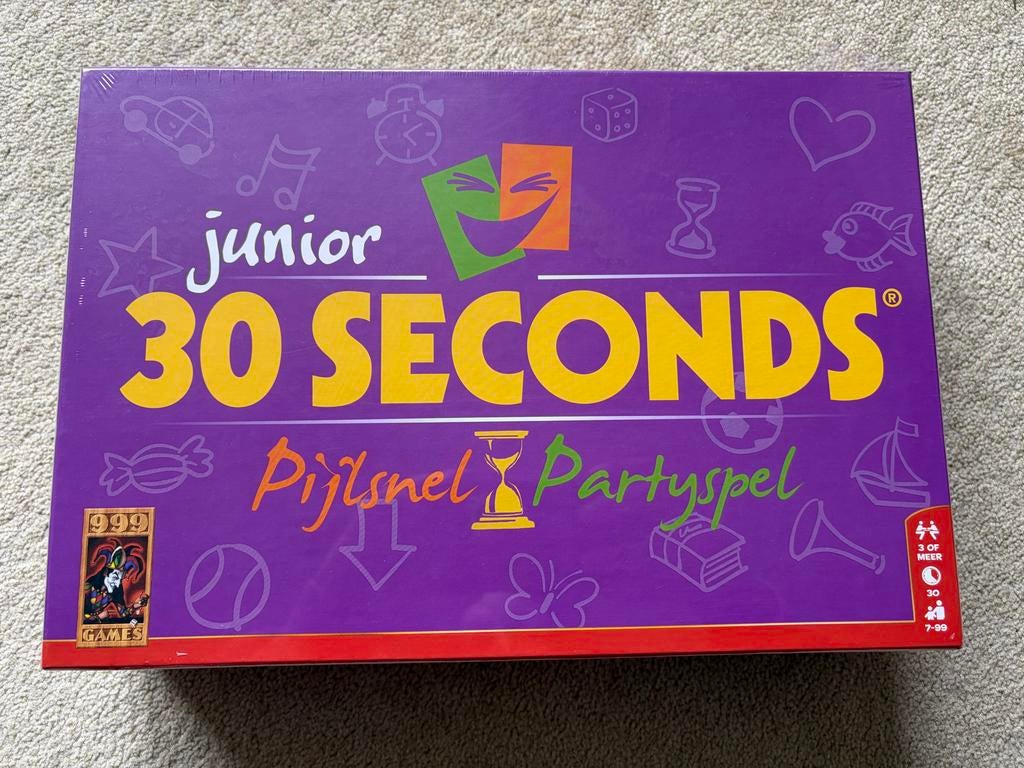 junior
30 SECONDS®
Pijlsnel Partyspel
999
GAMES
3 OF
MEER
30
7-99